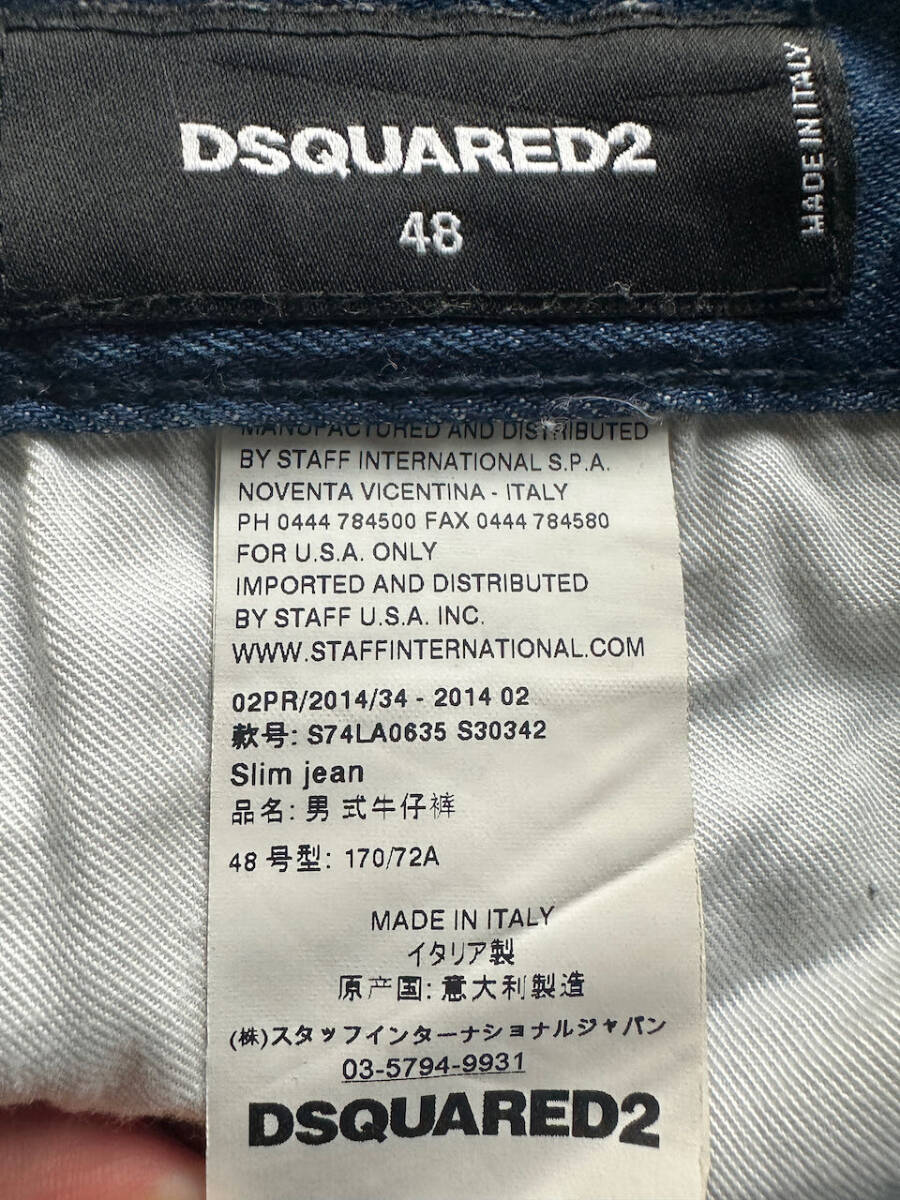 DSQUARED2
48
MADE IN ITALY
MANUFACTURED AND DISTRIBUTED
BY STAFF INTERNATIONAL S.P.A.
NOVENTA VICENTINA - ITALY
PH 0444 784500 FAX 0444 784580
FOR U.S.A. ONLY
IMPORTED AND DISTRIBUTED
BY STAFF U.S.A. INC.
WWW.STAFFINTERNATIONAL.COM
02PR/2014/34 - 2014 02
款号: S74LA0635 S30342
Slim jean
品名: 男式牛仔裤
48 号型: 170/72A
MADE IN ITALY
イタリア製
原产国: 意大利製造
(株)スタッフインターナショナルジャパン
03-5794-9931
DSQUARED2